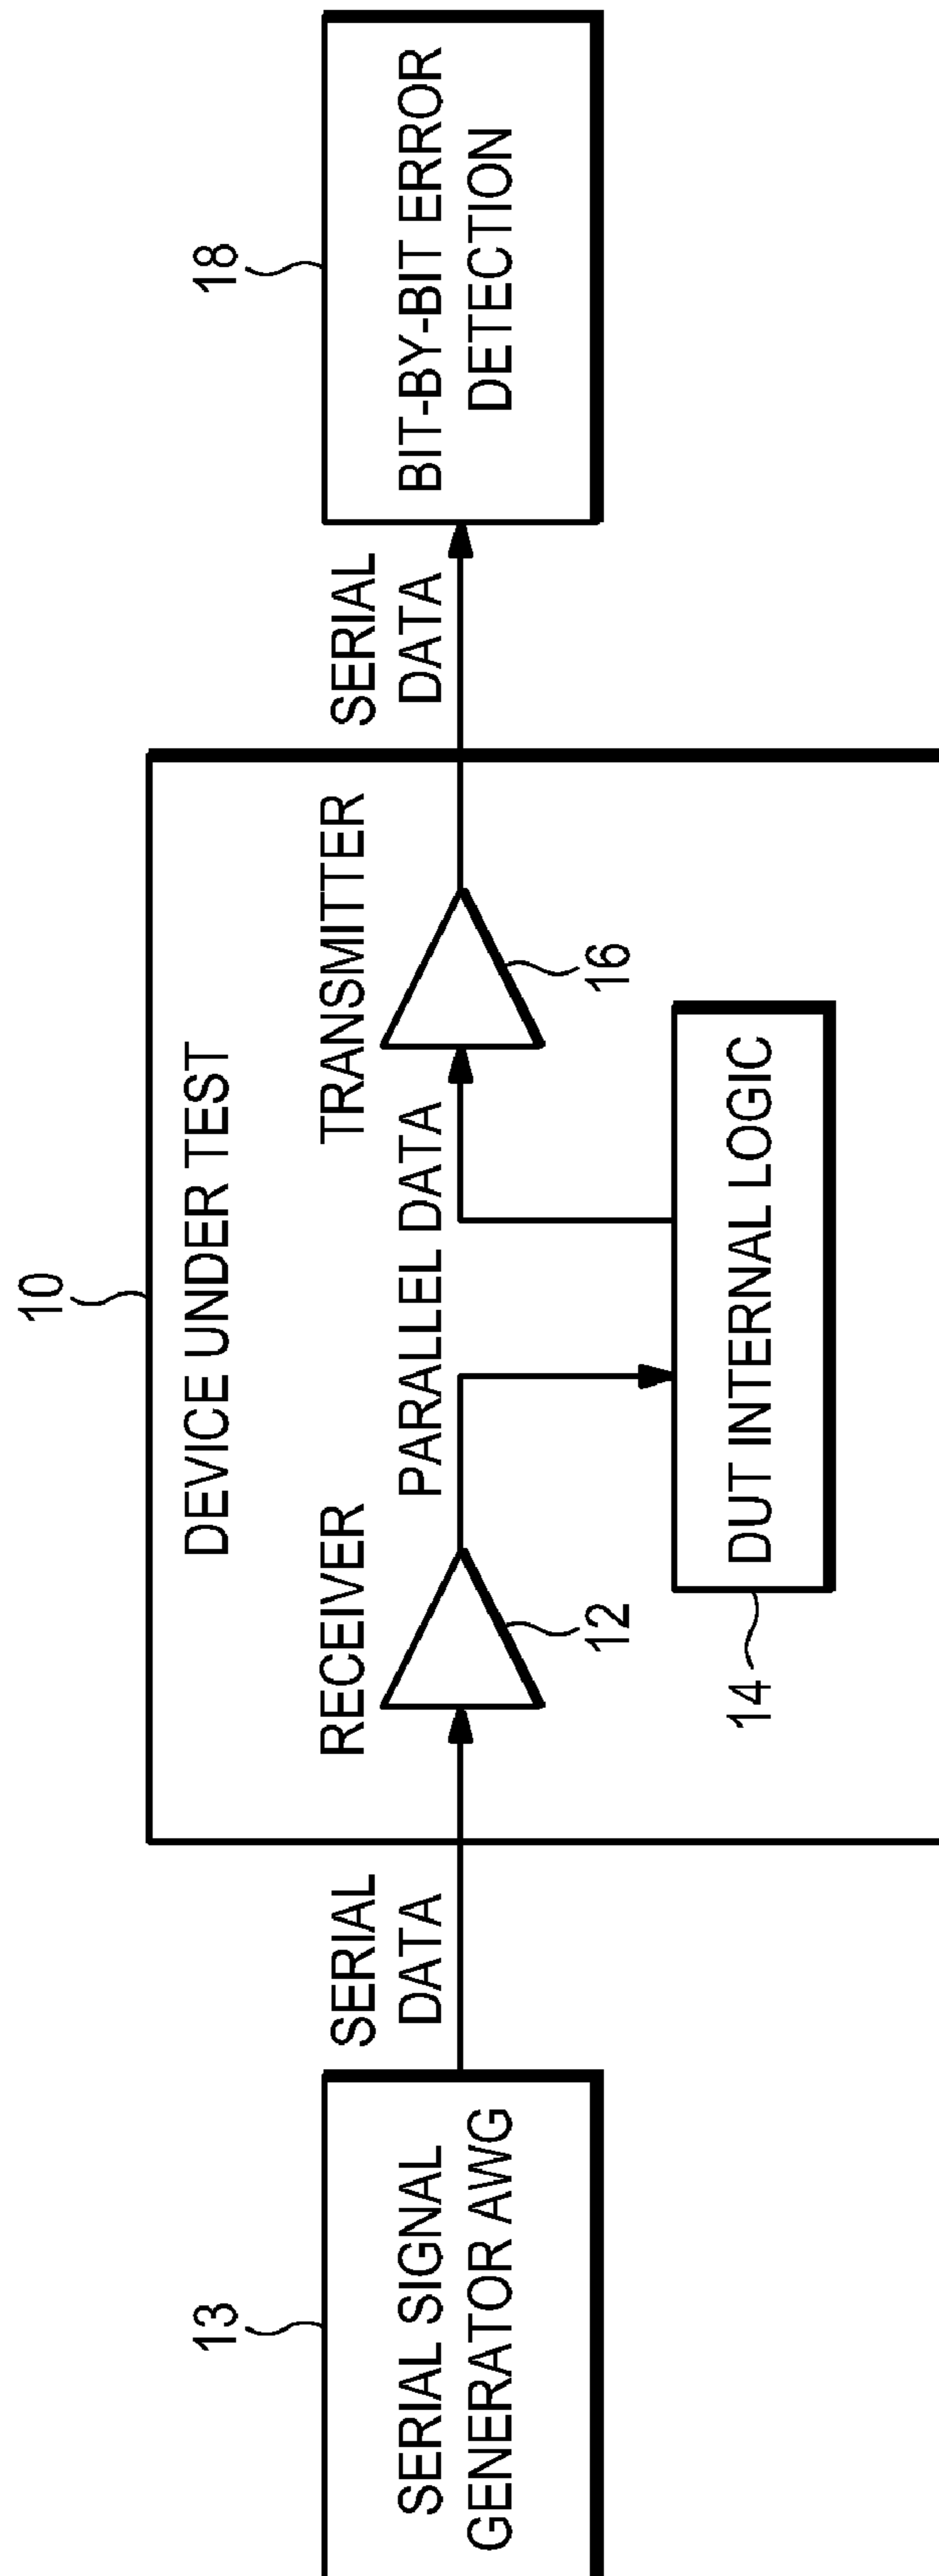 10
DEVICE UNDER TEST
13
SERIAL SIGNAL
GENERATOR AWG
SERIAL
DATA
RECEIVER
12
PARALLEL DATA
14
DUT INTERNAL LOGIC
TRANSMITTER
16
SERIAL
DATA
18
BIT-BY-BIT ERROR
DETECTION